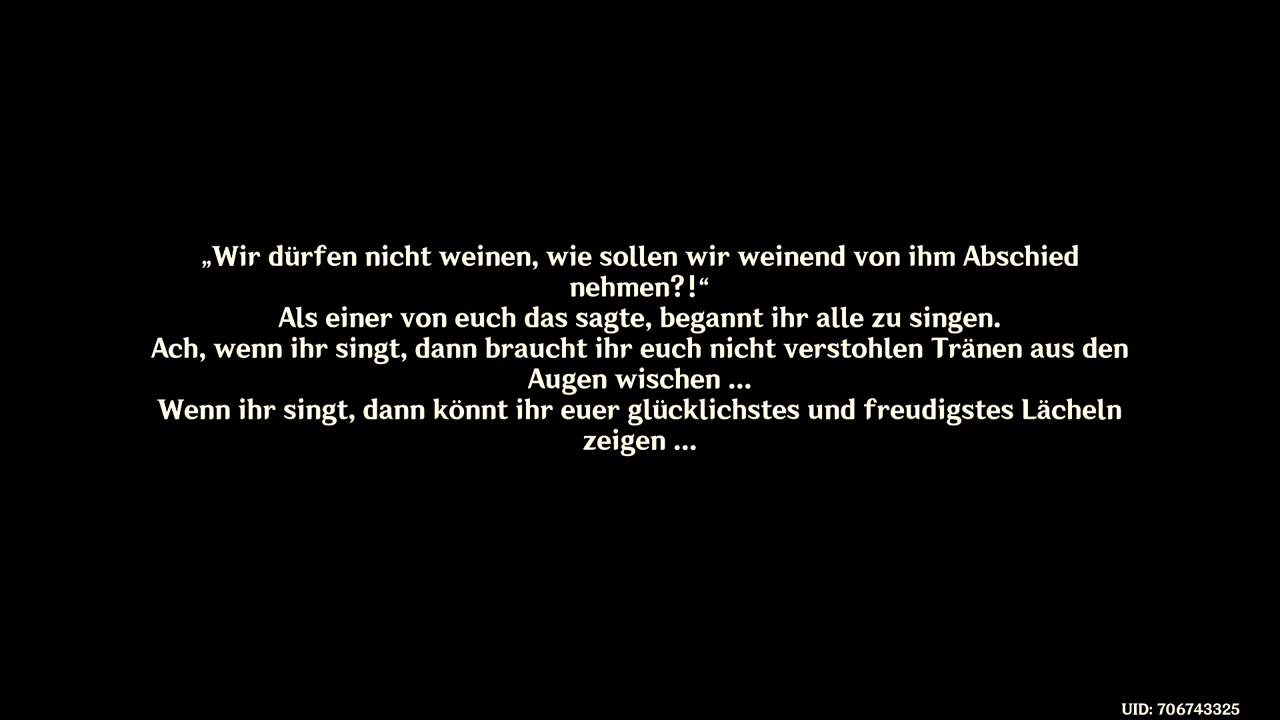 „Wir dürfen nicht weinen, wie sollen wir weinend von ihm Abschied
nehmen?!“
Als einer von euch das sagte, begannt ihr alle zu singen.
Ach, wenn ihr singt, dann braucht ihr euch nicht verstohlen Tränen aus den
Augen wischen ...
Wenn ihr singt, dann könnt ihr euer glücklichstes und freudigstes Lächeln
zeigen ...
UID: 706743325